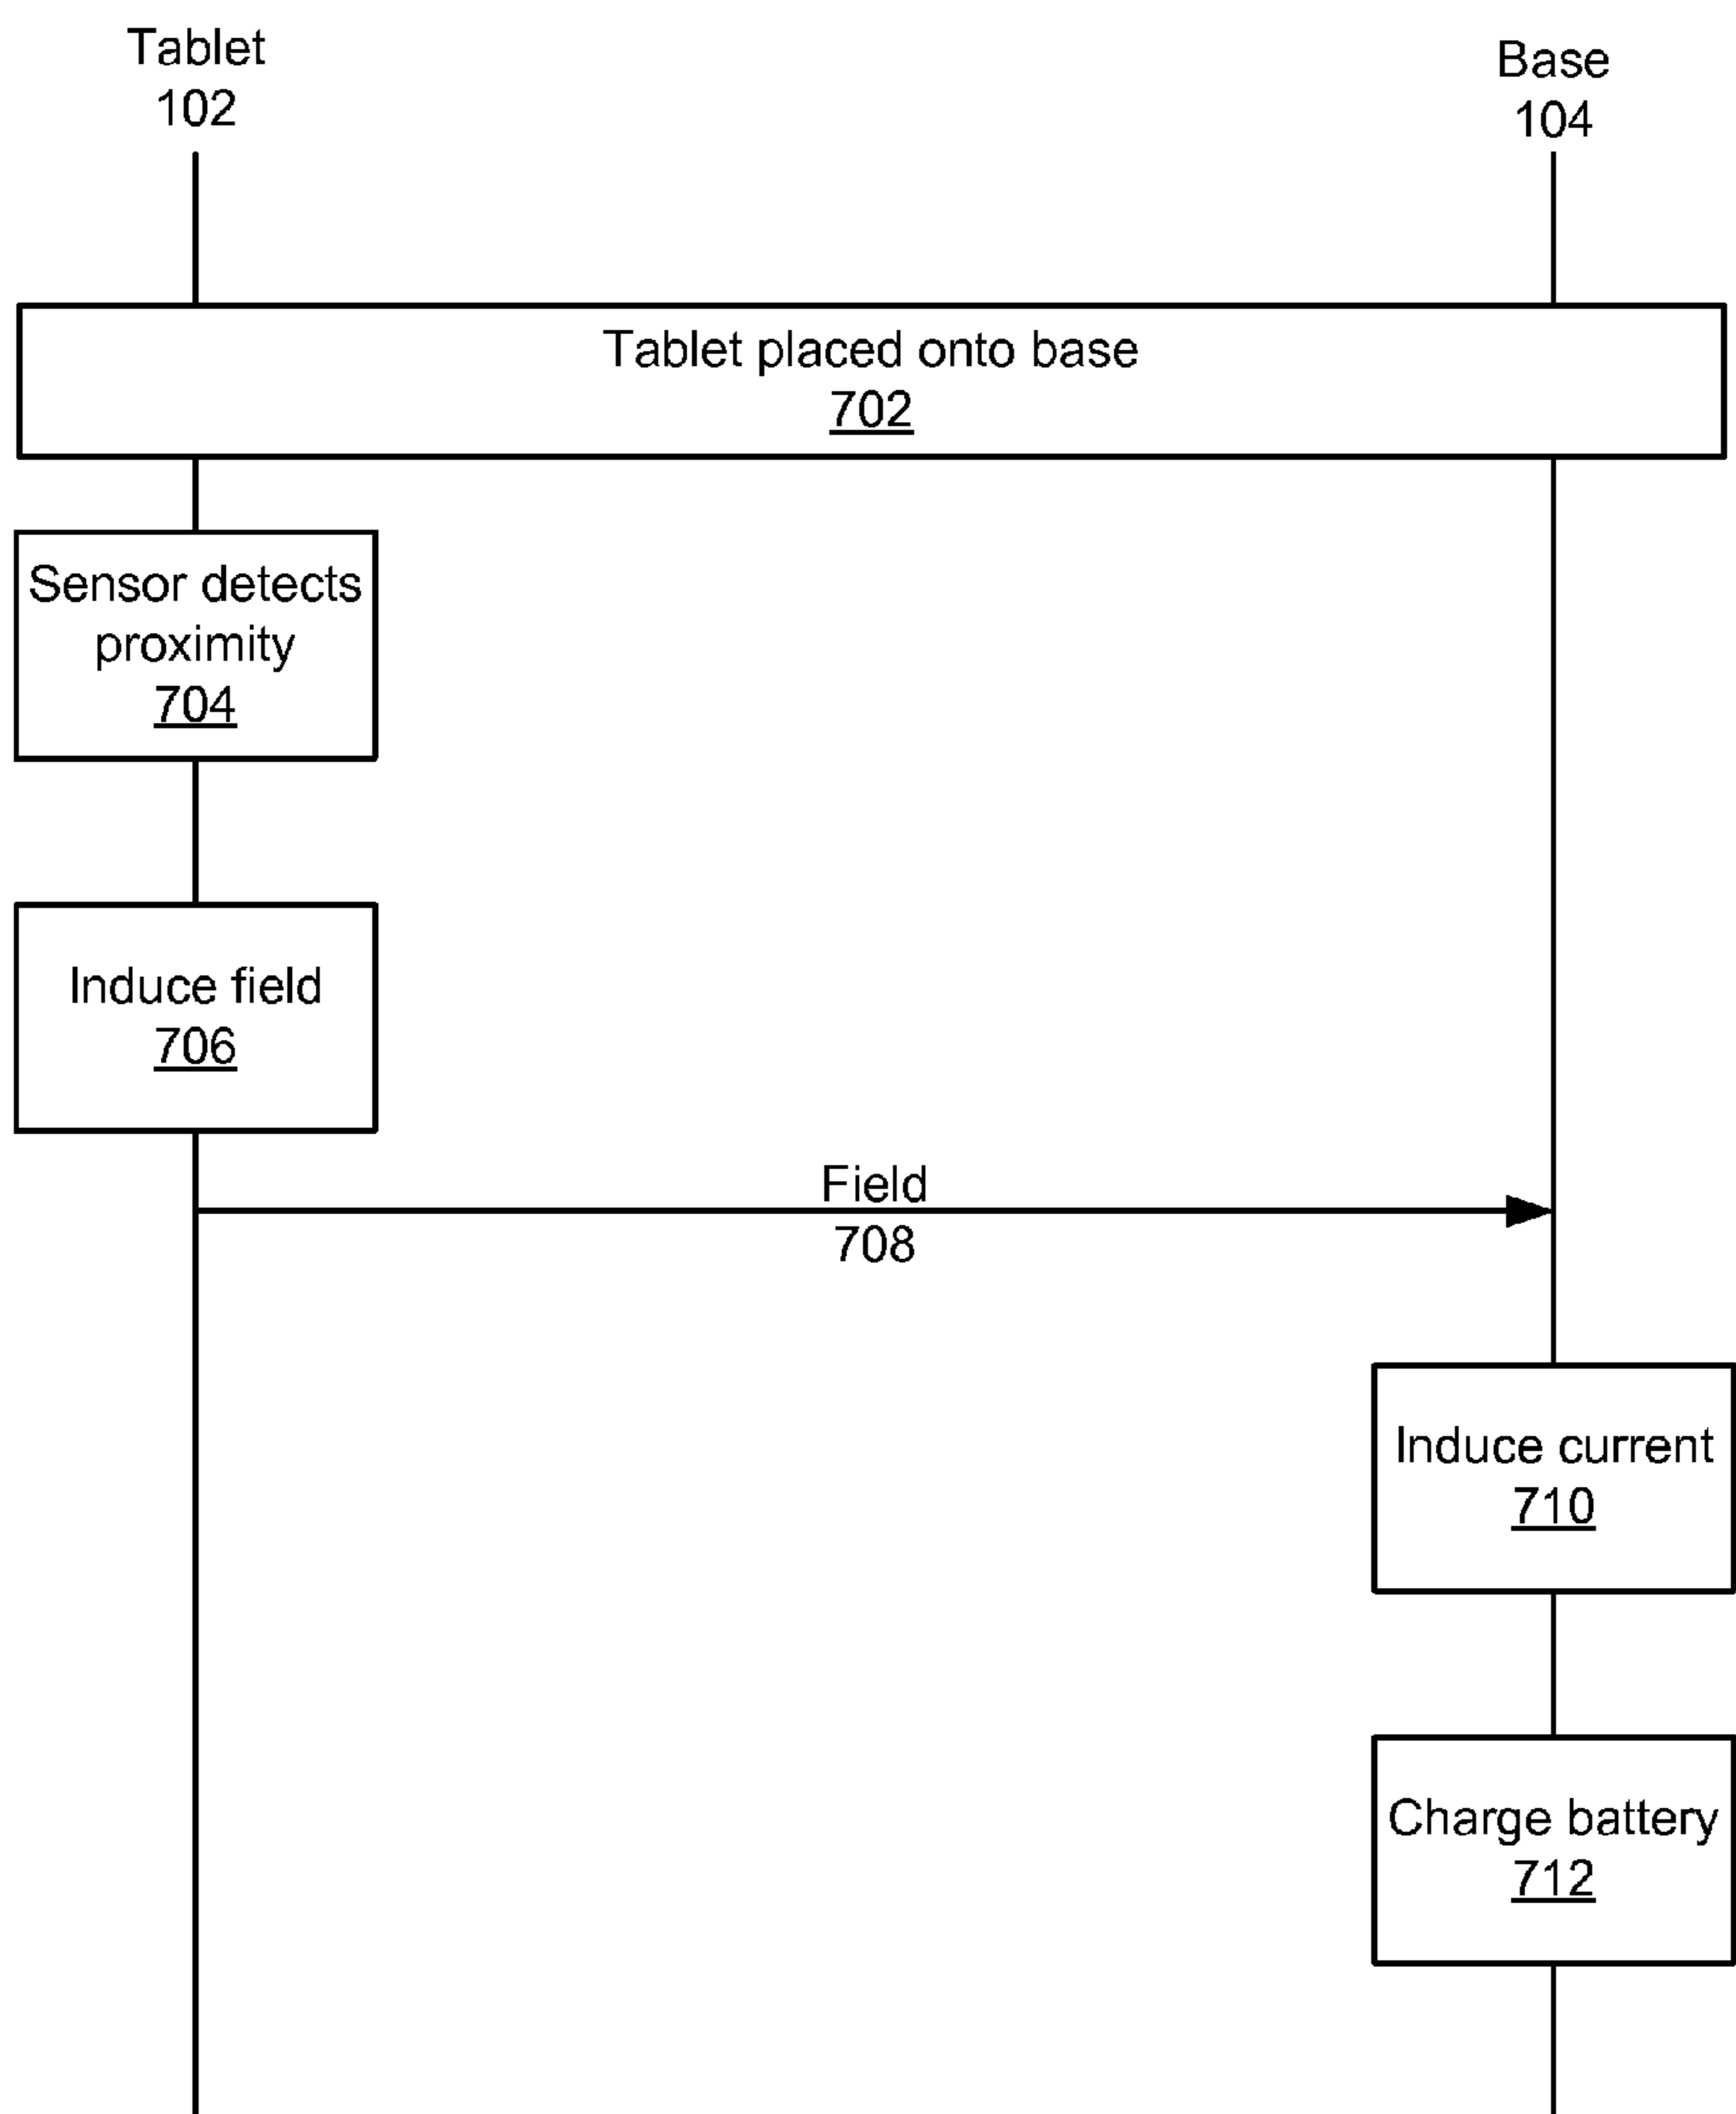 Tablet
102
Base
104
Tablet placed onto base
702
Sensor detects
proximity
704
Induce field
706
Field
708
Induce current
710
Charge battery
712